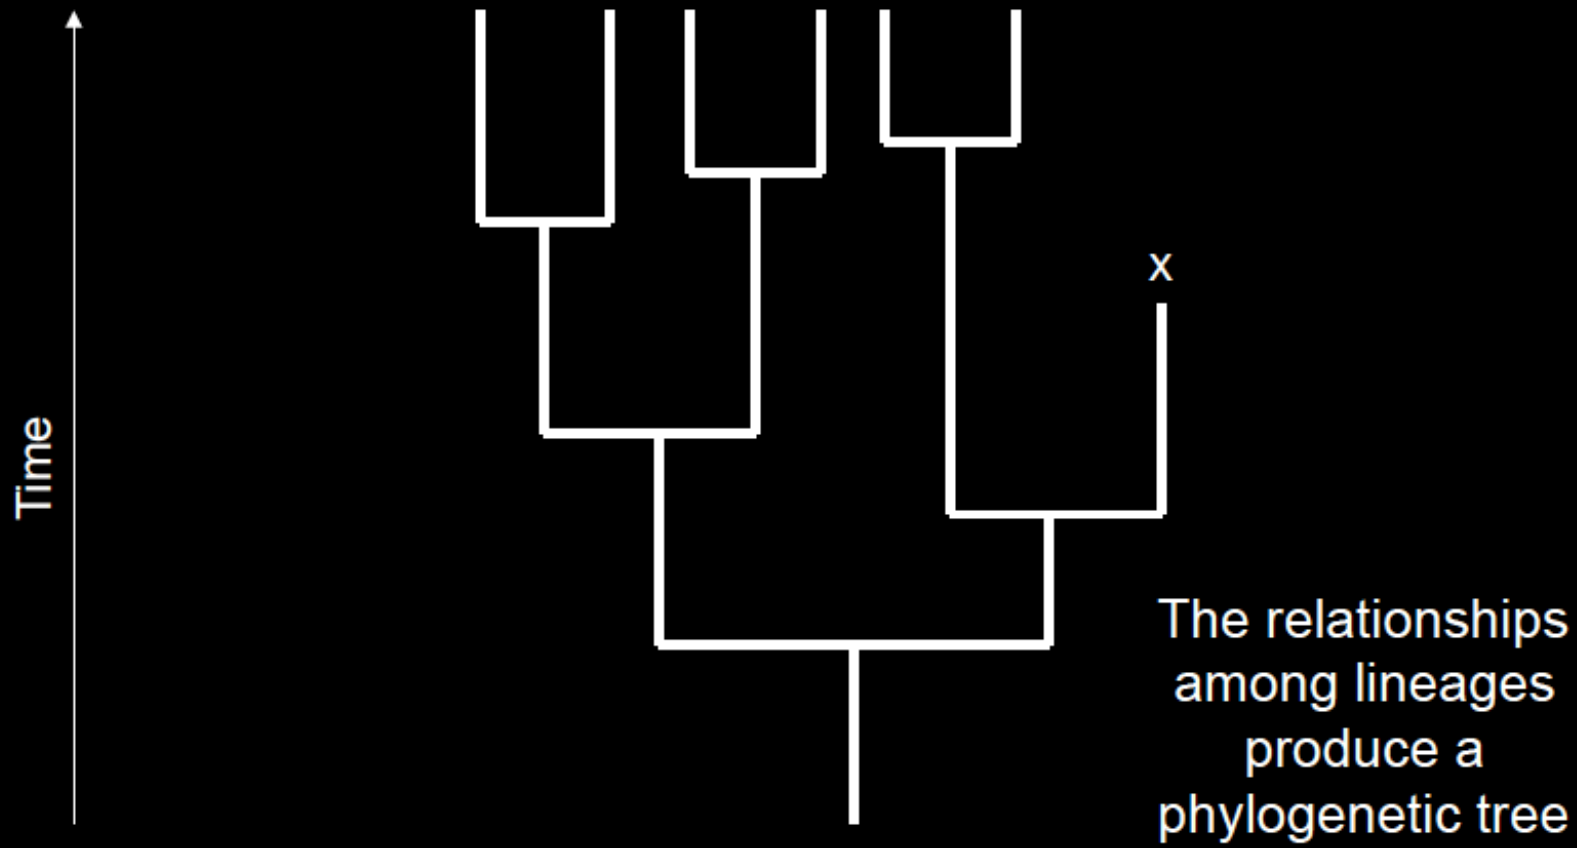 Time
x
The relationships
among lineages
produce a
phylogenetic tree